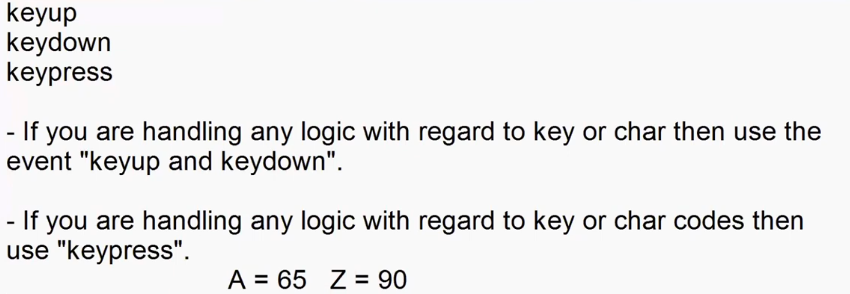 keyup
keydown
keypress
- If you are handling any logic with regard to key or char then use the
event "keyup and keydown".
- If you are handling any logic with regard to key or char codes then
use "keypress".
A = 65 Z = 90